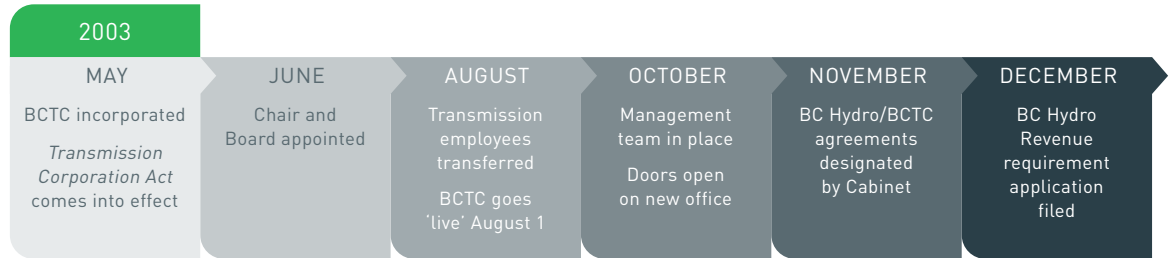 2003
MAY
BCTC incorporated
Transmission
Corporation Act
comes into effect
JUNE
Chair and
Board appointed
AUGUST
Transmission
employees
transferred
BCTC goes
‘live’ August 1
OCTOBER
Management
team in place
Doors open
on new office
NOVEMBER
BC Hydro/BCTC
agreements
designated
by Cabinet
DECEMBER
BC Hydro
Revenue
requirement
application
filed